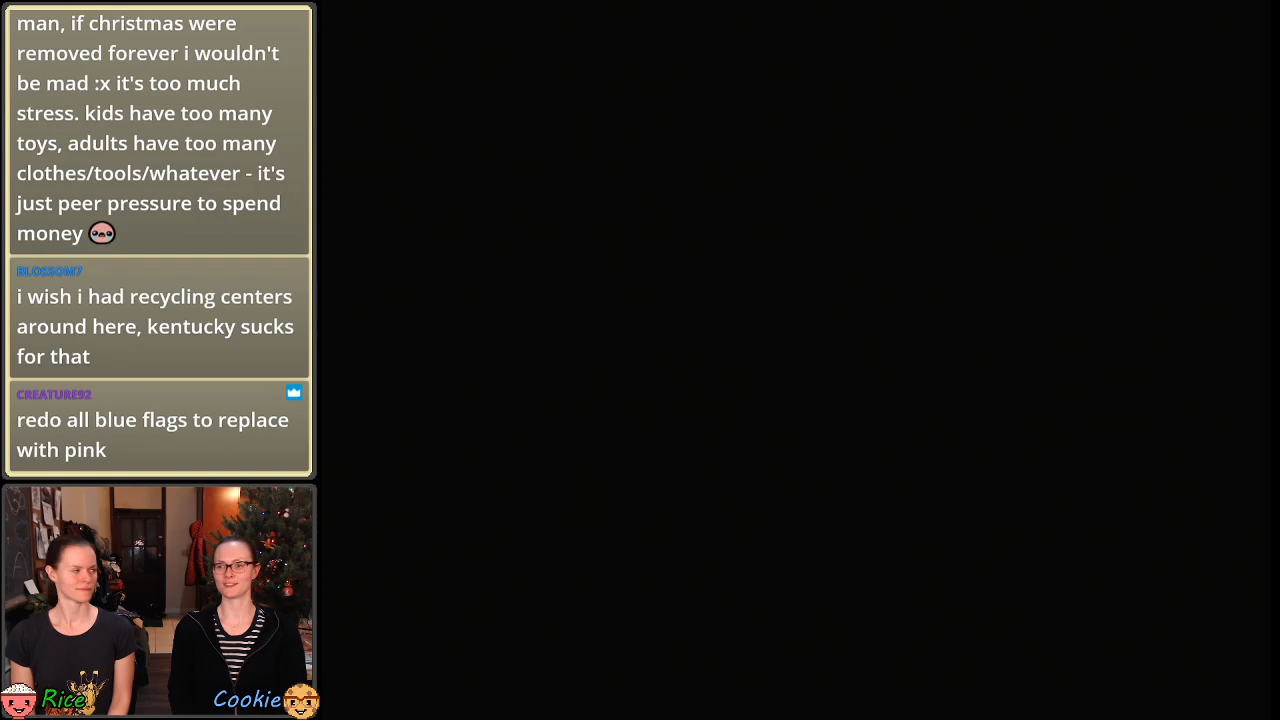 man, if christmas were
removed forever i wouldn't
be mad :x it's too much
stress. kids have too many
toys, adults have too many
clothes/tools/whatever - it's
just peer pressure to spend
money
BLOSSOM7
i wish i had recycling centers
around here, kentucky sucks
for that
CREATURE92
redo all blue flags to replace
with pink
Rice
Cookie